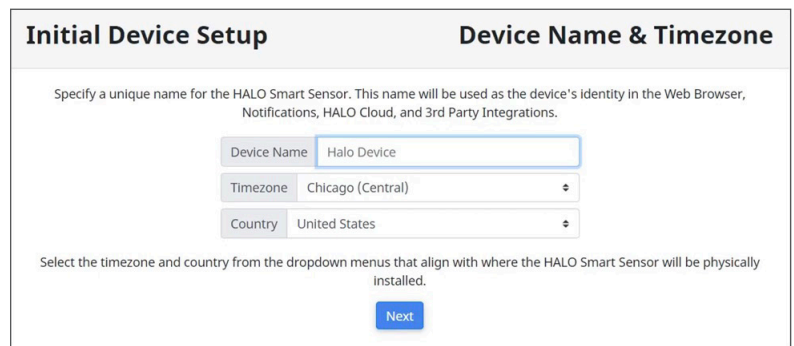 Initial Device Setup
Device Name & Timezone
Specify a unique name for the HALO Smart Sensor. This name will be used as the device's identity in the Web Browser,
Notifications, HALO Cloud, and 3rd Party Integrations.
Device Name Halo Device
Timezone Chicago (Central)
Country United States
Select the timezone and country from the dropdown menus that align with where the HALO Smart Sensor will be physically
installed.
Next